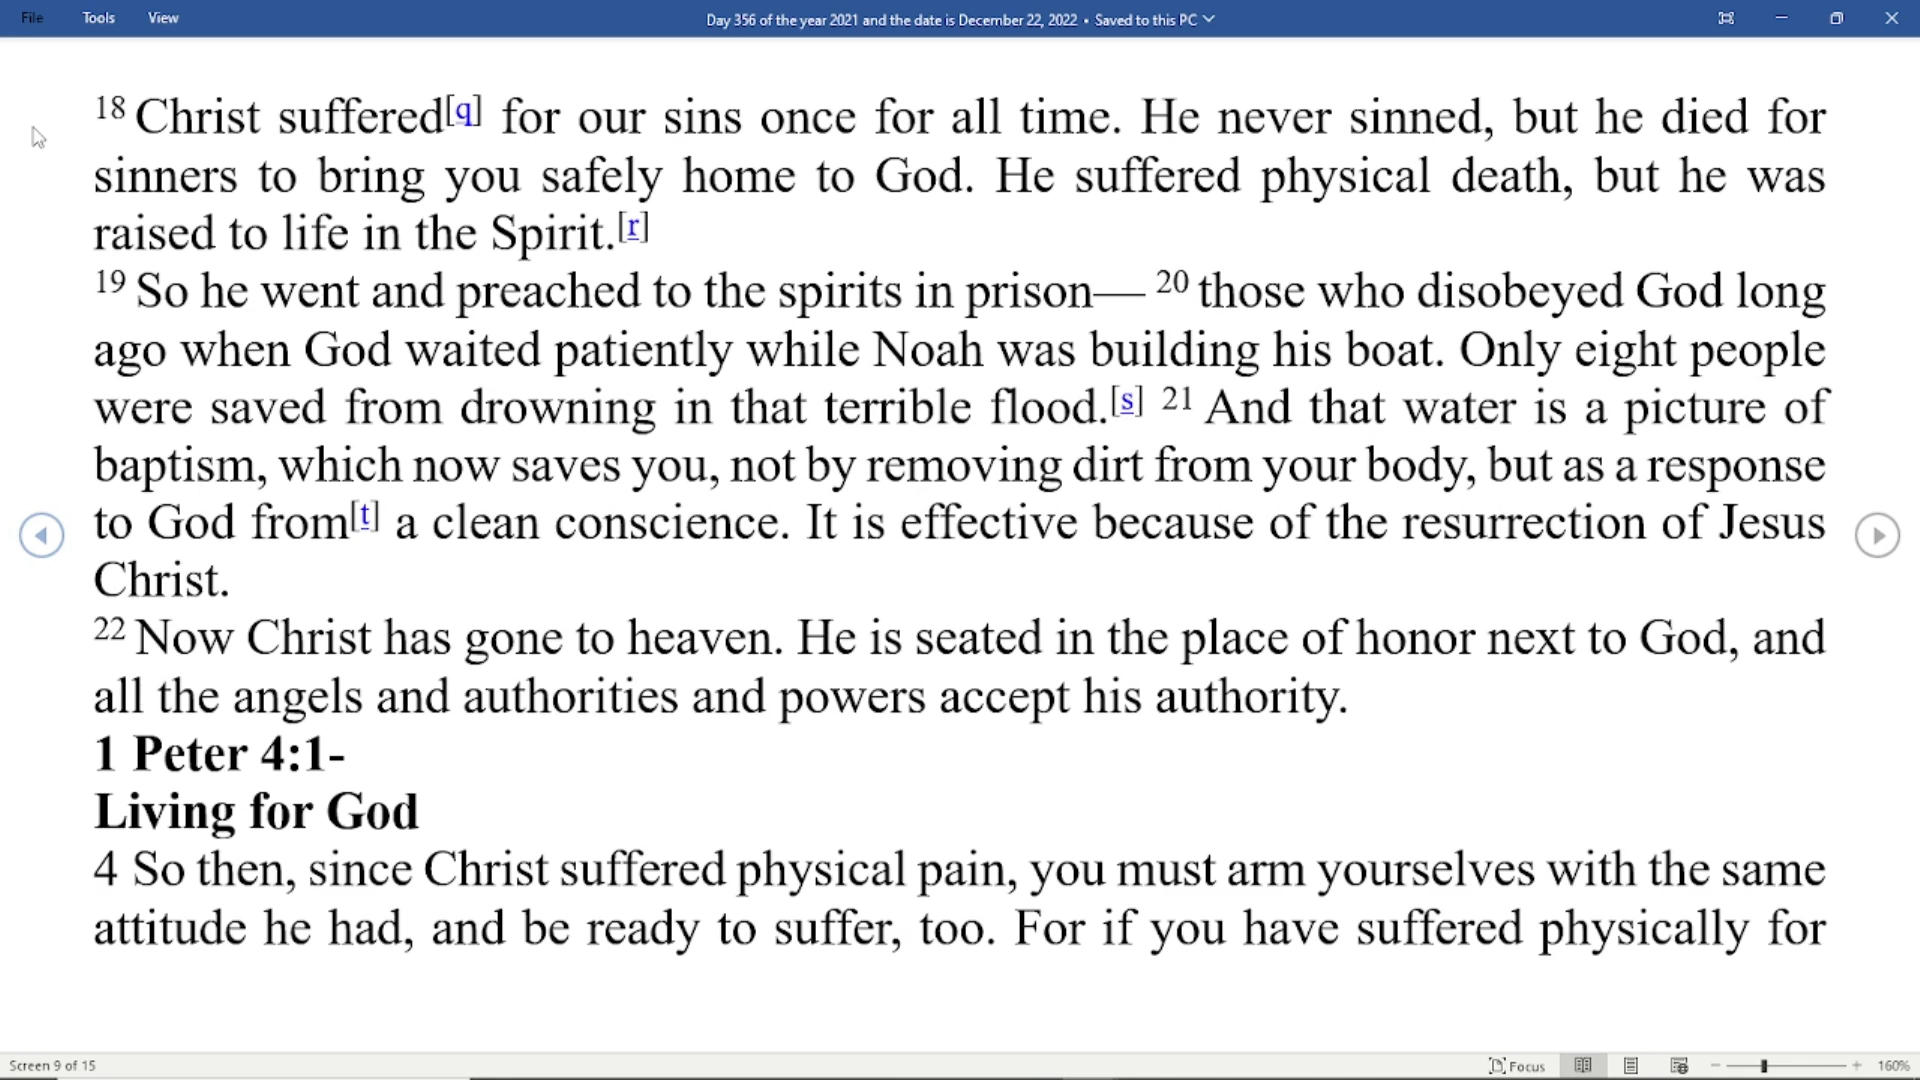 File Tools View Day 356 of the year 2021 and the date is December 22, 2022 • Saved to this PC
18 Christ suffered[q] for our sins once for all time. He never sinned, but he died for
sinners to bring you safely home to God. He suffered physical death, but he was
raised to life in the Spirit.[r]
19 So he went and preached to the spirits in prison— 20 those who disobeyed God long
ago when God waited patiently while Noah was building his boat. Only eight people
were saved from drowning in that terrible flood.[s] 21 And that water is a picture of
baptism, which now saves you, not by removing dirt from your body, but as a response
to God from[t] a clean conscience. It is effective because of the resurrection of Jesus
Christ.
22 Now Christ has gone to heaven. He is seated in the place of honor next to God, and
all the angels and authorities and powers accept his authority.
1 Peter 4:1-
Living for God
4 So then, since Christ suffered physical pain, you must arm yourselves with the same
attitude he had, and be ready to suffer, too. For if you have suffered physically for
Screen 9 of 15 Focus 160%